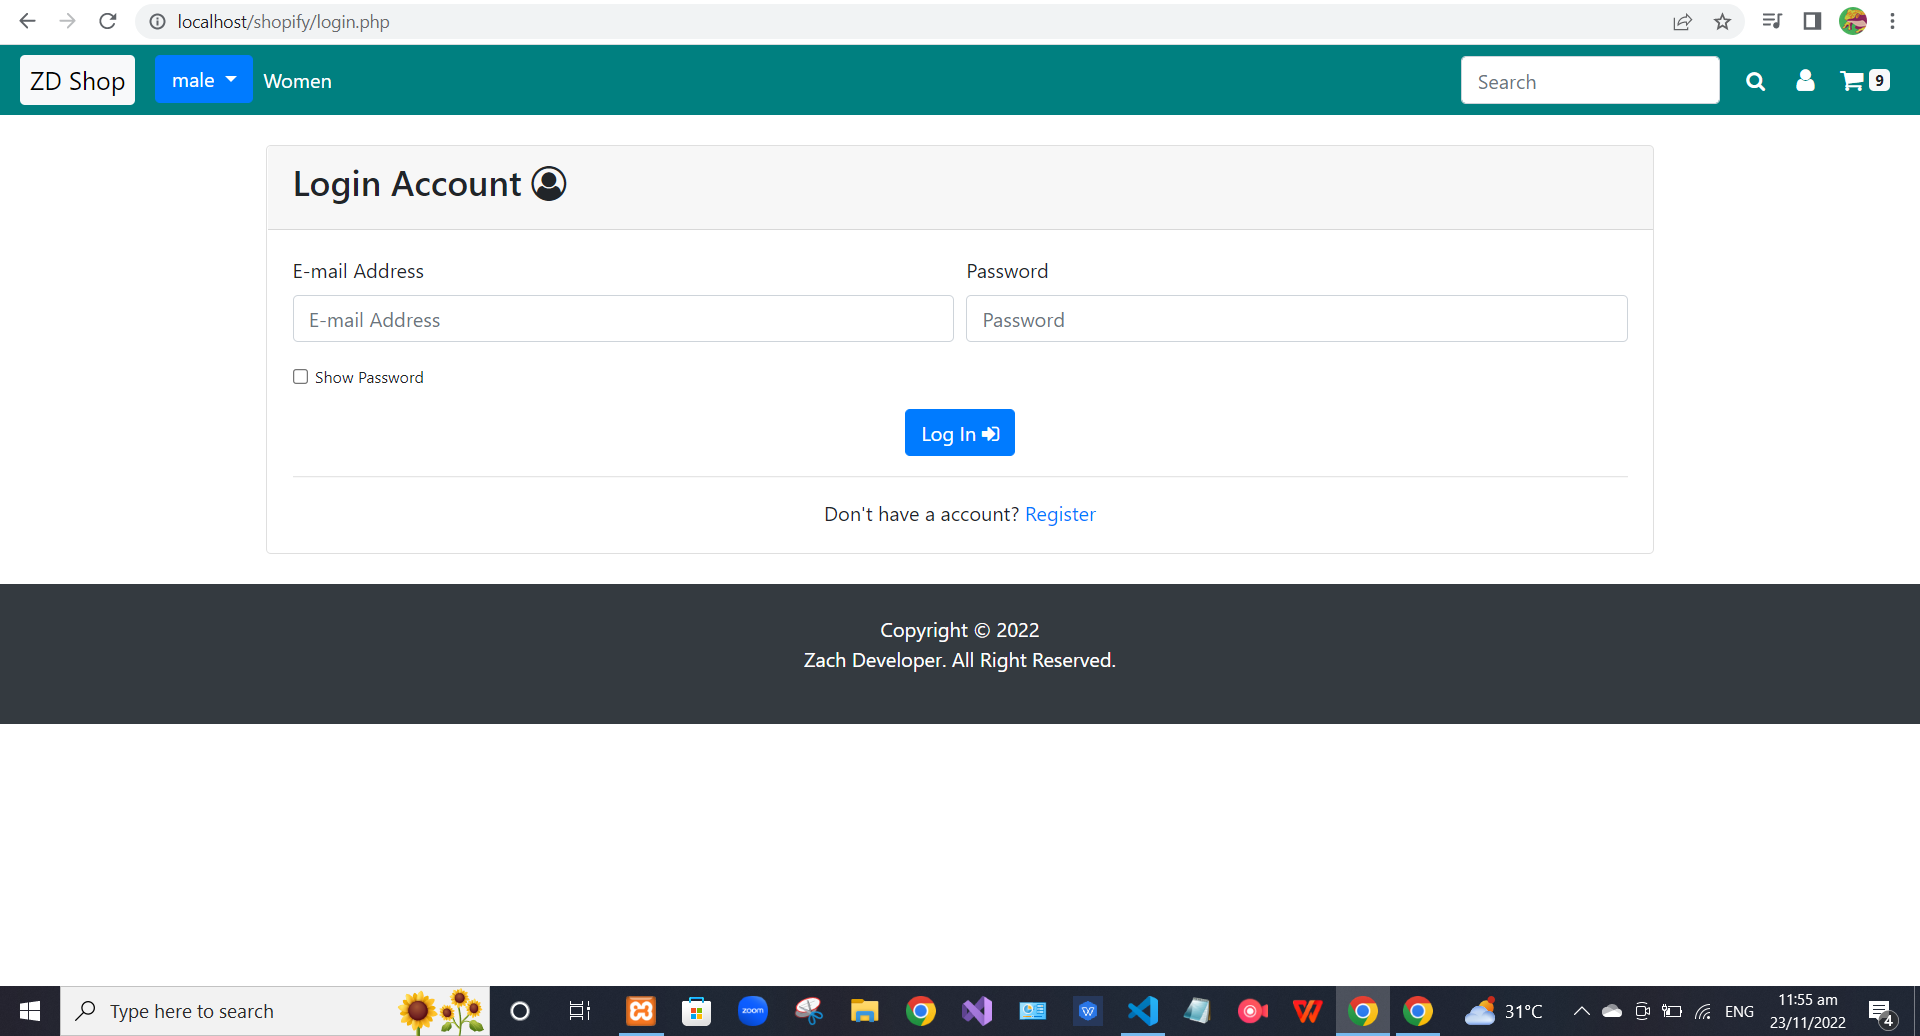 localhost/shopify/login.php
ZD Shop male Women Search 9
Login Account
E-mail Address Password
E-mail Address Password
Show Password
Log In
Don't have a account? Register
Copyright © 2022
Zach Developer. All Right Reserved.
Type here to search zoom W 31°C ENG 11:55 am
23/11/2022 4